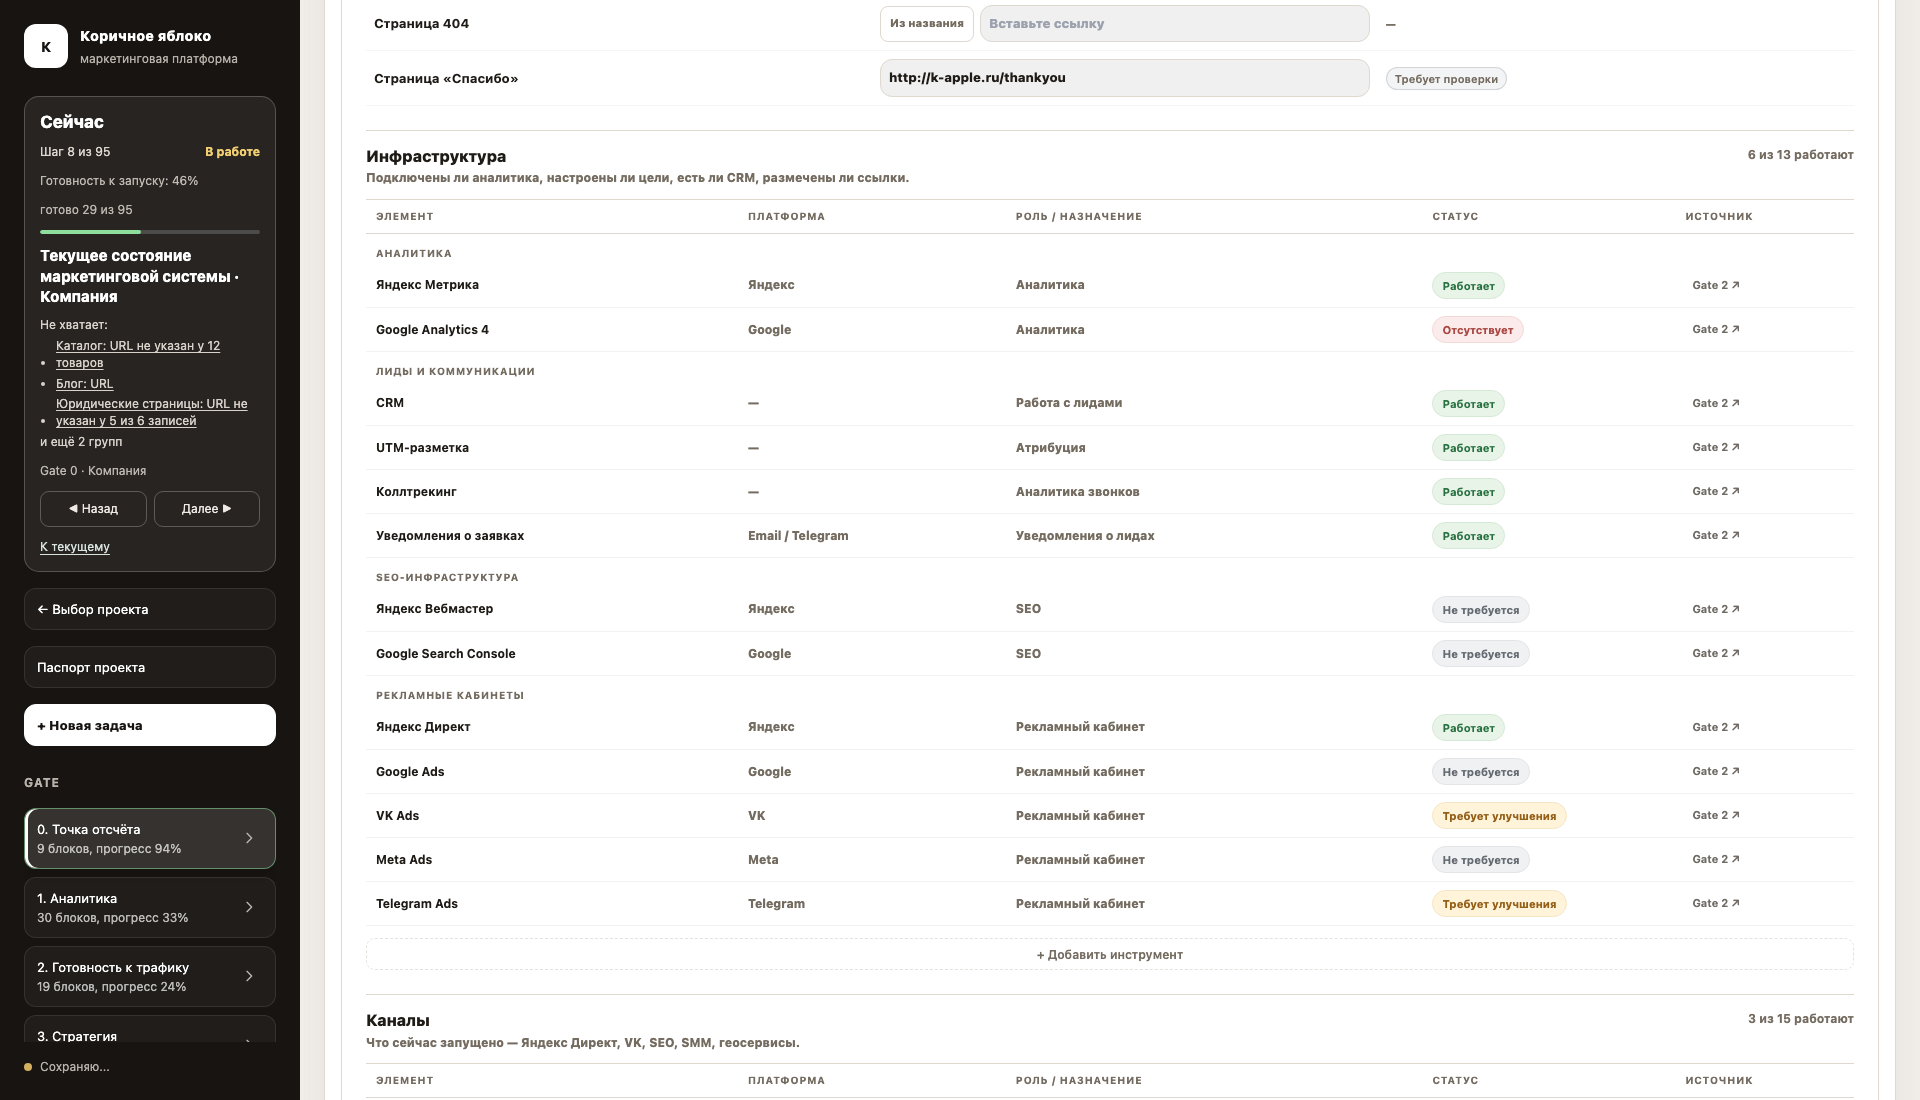 К
Коричное яблоко
маркетинговая платформа
Сейчас
Шаг 8 из 95 В работе
Готовность к запуску: 46%
готово 29 из 95
Текущее состояние
маркетинговой системы ·
Компания
Не хватает:
• Каталог: URL не указан у 12
товаров
• Блог: URL
• Юридические страницы: URL не
указан у 5 из 6 записей
и ещё 2 групп
Gate 0 · Компания
◀ Назад Далее ▶
К текущему
← Выбор проекта
Паспорт проекта
+ Новая задача
GATE
0. Точка отсчёта
9 блоков, прогресс 94%
1. Аналитика
30 блоков, прогресс 33%
2. Готовность к трафику
19 блоков, прогресс 24%
3. Стратегия
Сохраняю...
Страница 404 Из названия Вставьте ссылку —
Страница «Спасибо» http://k-apple.ru/thankyou Требует проверки
Инфраструктура 6 из 13 работают
Подключены ли аналитика, настроены ли цели, есть ли CRM, размечены ли ссылки.
ЭЛЕМЕНТ ПЛАТФОРМА РОЛЬ / НАЗНАЧЕНИЕ СТАТУС ИСТОЧНИК
АНАЛИТИКА
Яндекс Метрика Яндекс Аналитика Работает Gate 2 ↗
Google Analytics 4 Google Аналитика Отсутствует Gate 2 ↗
ЛИДЫ И КОММУНИКАЦИИ
CRM — Работа с лидами Работает Gate 2 ↗
UTM-разметка — Атрибуция Работает Gate 2 ↗
Коллтрекинг — Аналитика звонков Работает Gate 2 ↗
Уведомления о заявках Email / Telegram Уведомления о лидах Работает Gate 2 ↗
SEO-ИНФРАСТРУКТУРА
Яндекс Вебмастер Яндекс SEO Не требуется Gate 2 ↗
Google Search Console Google SEO Не требуется Gate 2 ↗
РЕКЛАМНЫЕ КАБИНЕТЫ
Яндекс Директ Яндекс Рекламный кабинет Работает Gate 2 ↗
Google Ads Google Рекламный кабинет Не требуется Gate 2 ↗
VK Ads VK Рекламный кабинет Требует улучшения Gate 2 ↗
Meta Ads Meta Рекламный кабинет Не требуется Gate 2 ↗
Telegram Ads Telegram Рекламный кабинет Требует улучшения Gate 2 ↗
+ Добавить инструмент
Каналы 3 из 15 работают
Что сейчас запущено — Яндекс Директ, VK, SEO, SMM, геосервисы.
ЭЛЕМЕНТ ПЛАТФОРМА РОЛЬ / НАЗНАЧЕНИЕ СТАТУС ИСТОЧНИК